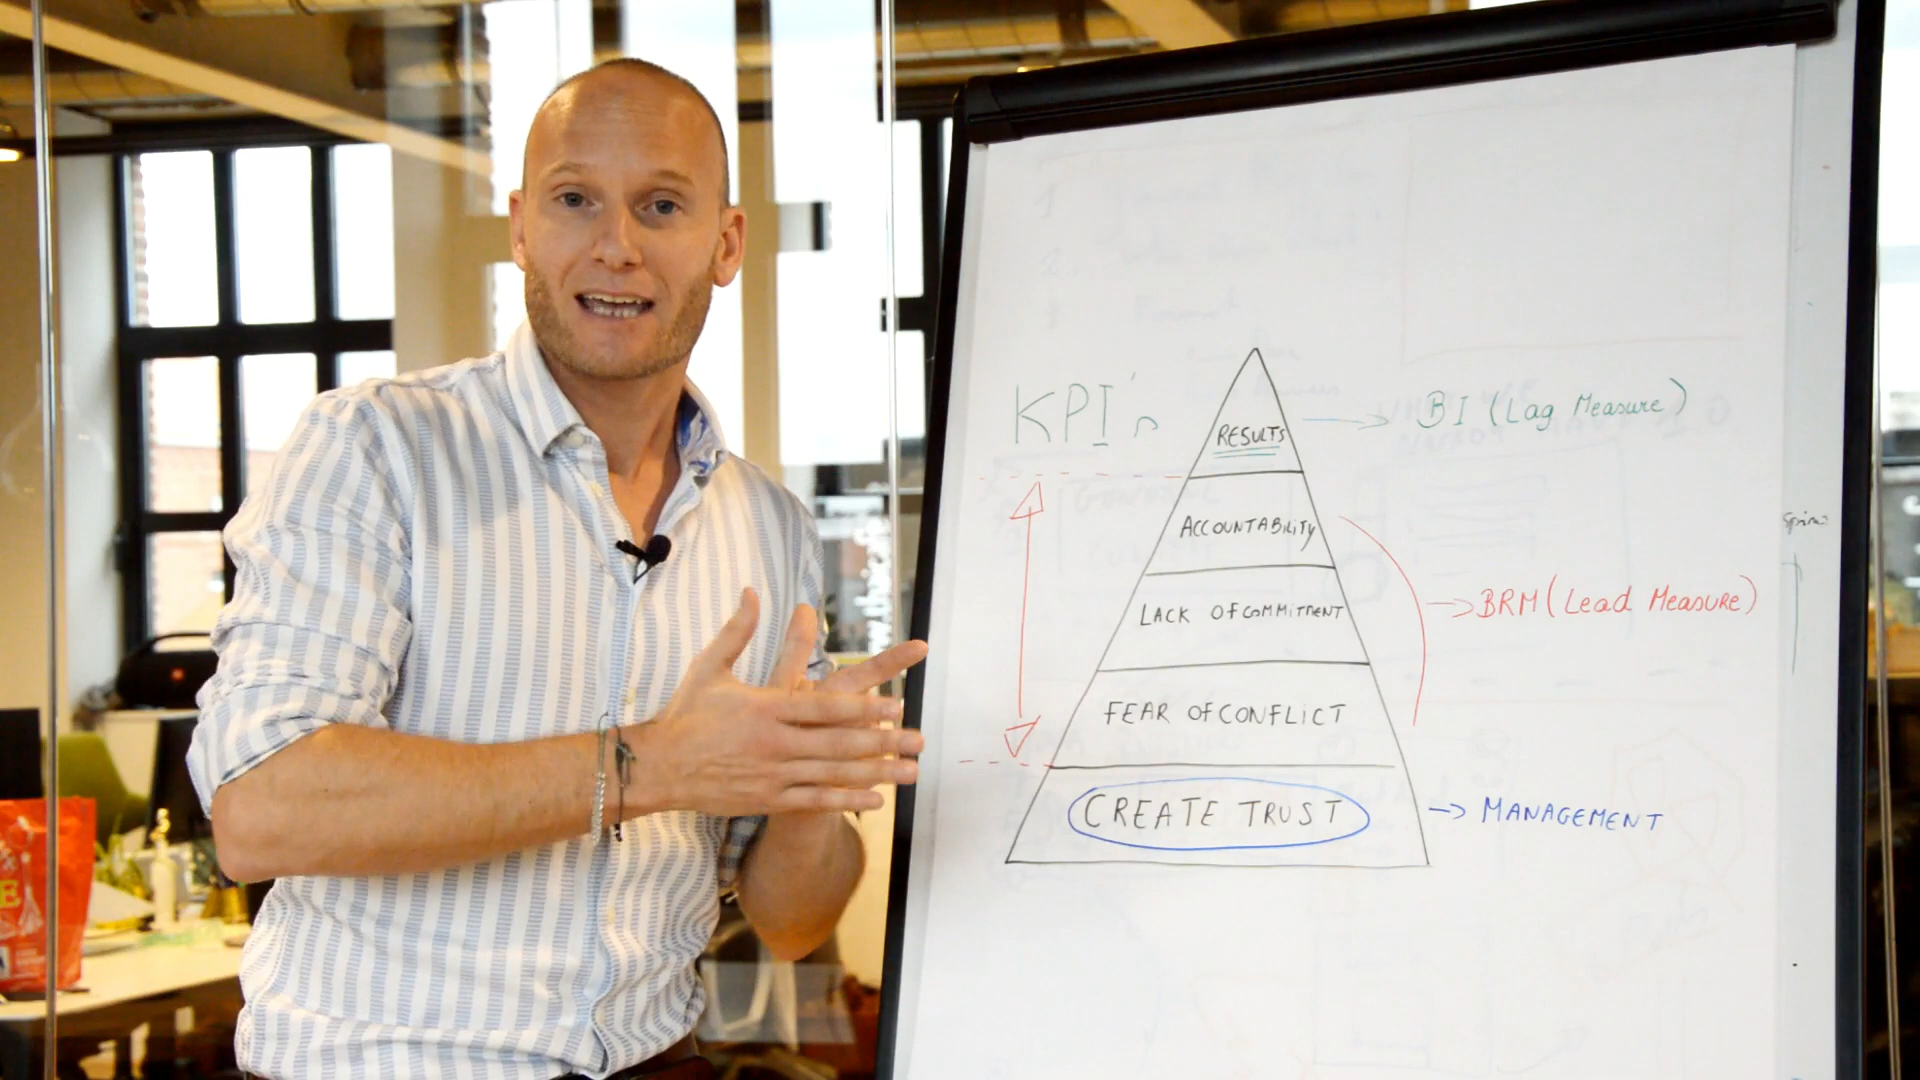 KPI's
RESULTS
BI (Lag Measure)
ACCOUNTABILITY
LACK OF COMMITMENT
BRM (Lead Measure)
FEAR OF CONFLICT
CREATE TRUST
MANAGEMENT